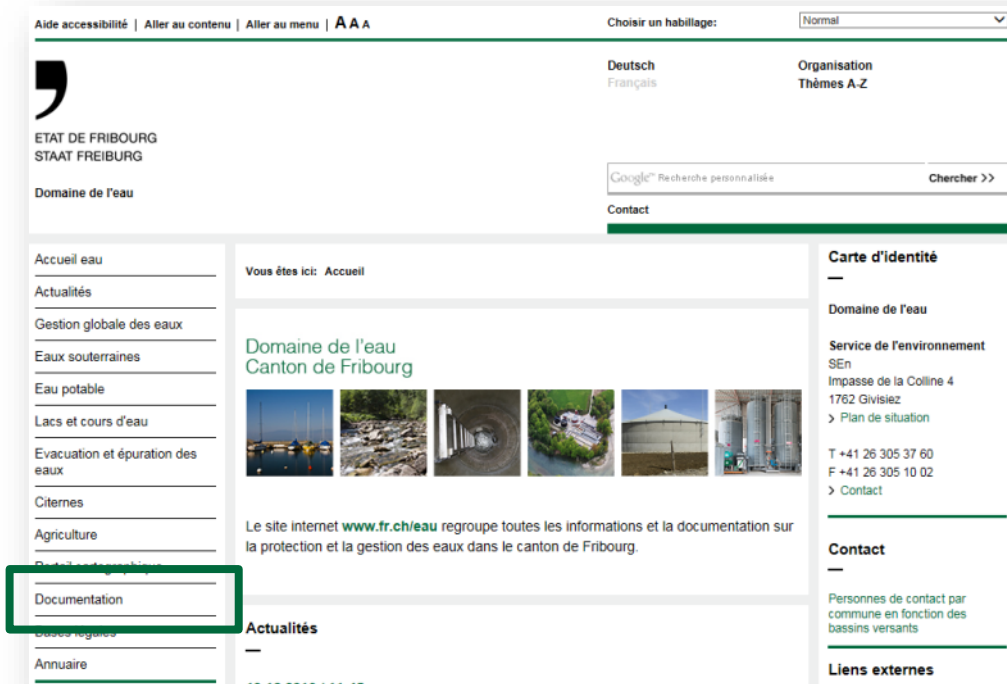 Aide accessibilité | Aller au contenu | Aller au menu | A A A
Choisir un habillage:
Normal
Deutsch
Français
Organisation
Thèmes A-Z
ETAT DE FRIBOURG
STAAT FREIBURG
Domaine de l'eau
Google™ Recherche personnalisée
Chercher >>
Contact
Accueil eau
Actualités
Gestion globale des eaux
Eaux souterraines
Eau potable
Lacs et cours d'eau
Evacuation et épuration des
eaux
Citernes
Agriculture
Portail cartographique
Documentation
Bases légales
Annuaire
Vous êtes ici: Accueil
Domaine de l'eau
Canton de Fribourg
Le site internet www.fr.ch/eau regroupe toutes les informations et la documentation sur
la protection et la gestion des eaux dans le canton de Fribourg.
Actualités
Carte d'identité
Domaine de l'eau
Service de l'environnement
SEn
Impasse de la Colline 4
1762 Givisiez
> Plan de situation
T +41 26 305 37 60
F +41 26 305 10 02
> Contact
Contact
Personnes de contact par
commune en fonction des
bassins versants
Liens externes